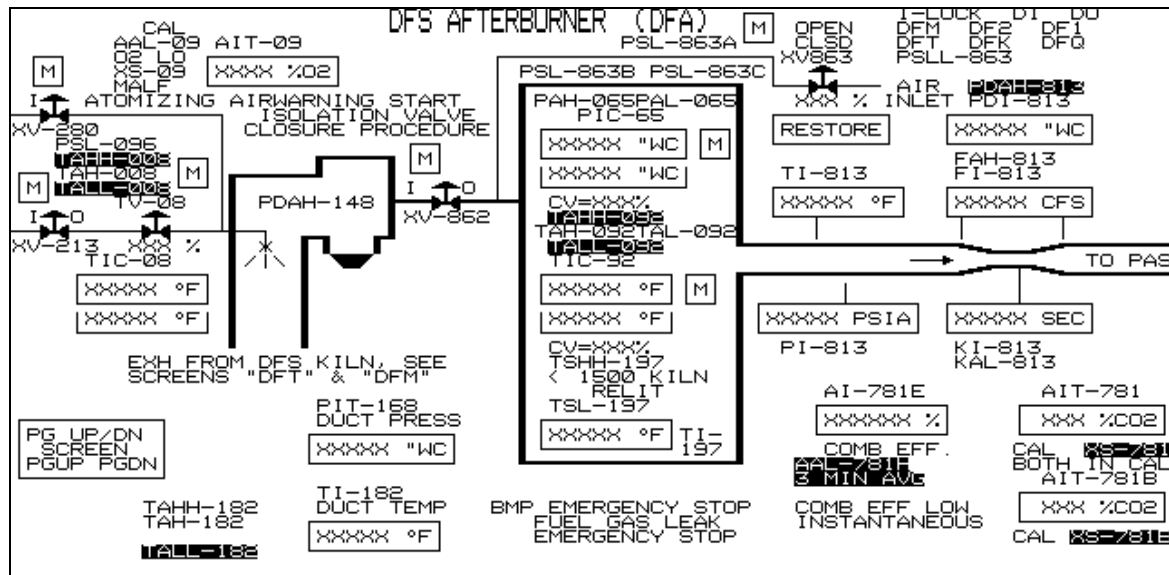 DFS AFTERBURNER (DFA)
I-LOCK DI DO
CAL
AAL-09 AIT-09
O2 LO
XS-09
MALF
M
XXXX %O2
PSL-863A
M
OPEN DFM DF2 DF1
CLSD DFT DFK DFQ
XV863 PSLL-863
PSL-863B PSL-863C
AIR PDAH-813
XXX % INLET PDI-813
I
ATOMIZING AIRWARNING START
ISOLATION VALVE
CLOSURE PROCEDURE
XV-280
PSL-096
TAHH-008
TAH-008
TALL-008
TV-08
M
M
I O
XV-213 XXX %
TIC-08
XXXXX °F
XXXXX °F
PDAH-148
M
I O
XV-862
PAH-065PAL-065
PIC-65
XXXXX "WC
M
XXXXX "WC
CV=XXX%
TAHH-092
TAH-092TAL-092
TALL-092
TIC-92
XXXXX °F
M
XXXXX °F
CV=XXX%
TSHH-197
< 1500 KILN
RELIT
TSL-197
XXXXX °F TI-
197
RESTORE
XXXXX "WC
TI-813
XXXXX °F
FAH-813
FI-813
XXXXX CFS
TO PAS
XXXXX PSIA
PI-813
XXXXX SEC
KI-813
KAL-813
EXH FROM DFS KILN, SEE
SCREENS "DFT" & "DFM"
PG UP/DN
SCREEN
PGUP PGDN
PIT-168
DUCT PRESS
XXXXX "WC
TI-182
DUCT TEMP
XXXXX °F
TAHH-182
TAH-182
TALL-182
BMP EMERGENCY STOP
FUEL GAS LEAK
EMERGENCY STOP
AI-781E
XXXXXX %
COMB EFF.
AAL-781H
3 MIN AVG
COMB EFF LOW
INSTANTANEOUS
AIT-781
XXX %CO2
CAL XS-781
BOTH IN CAL
AIT-781B
XXX %CO2
CAL XS-781B